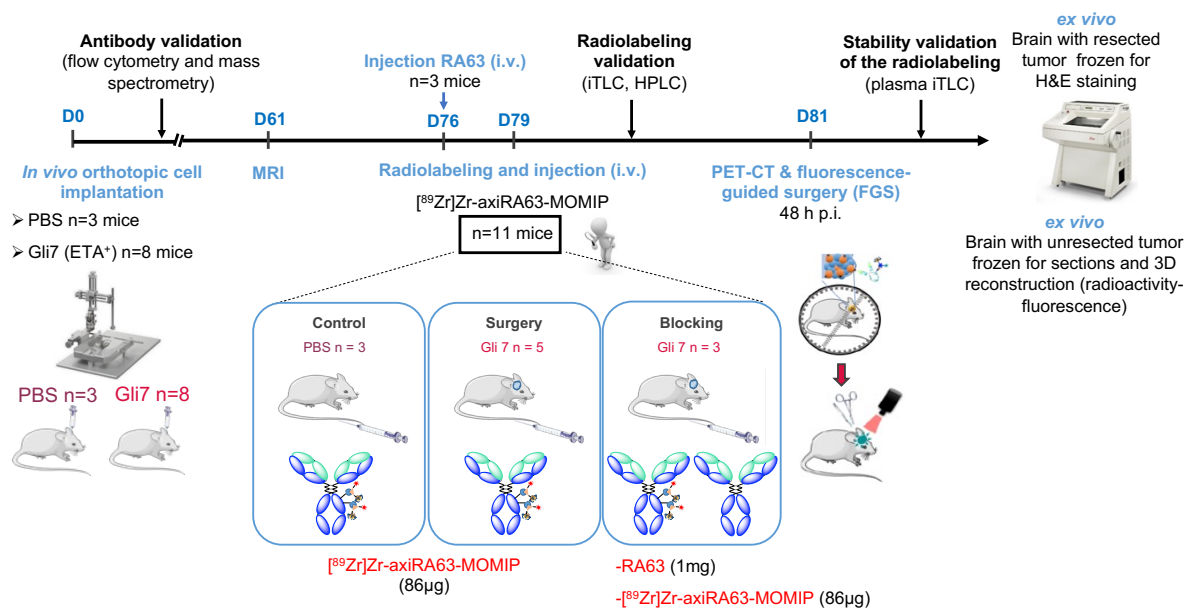 Antibody validation
(flow cytometry and mass
spectrometry)
Injection RA63 (i.v.)
n=3 mice
Radiolabeling
validation
(iTLC, HPLC)
Stability validation
of the radiolabeling
(plasma iTLC)
ex vivo
Brain with resected
tumor frozen for
H&E staining
D0
D61
D76
D79
D81
In vivo orthotopic cell
implantation
MRI
Radiolabeling and injection (i.v.)
PET-CT & fluorescence-
guided surgery (FGS)
48 h p.i.
➢ PBS n=3 mice
➢ Gli7 (ETA⁺) n=8 mice
[⁸⁹Zr]Zr-axiRA63-MOMIP
n=11 mice
ex vivo
Brain with unresected tumor
frozen for sections and 3D
reconstruction (radioactivity-
fluorescence)
Control
PBS n = 3
Surgery
Gli 7 n = 5
Blocking
Gli 7 n = 3
PBS n=3
Gli7 n=8
[⁸⁹Zr]Zr-axiRA63-MOMIP
(86µg)
-RA63 (1mg)
-[⁸⁹Zr]Zr-axiRA63-MOMIP (86µg)